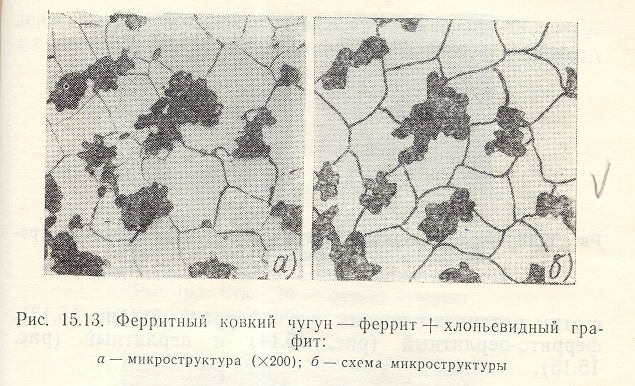 а)
б)
Рис. 15.13. Ферритный ковкий чугун — феррит + хлопьевидный гра-
фит:
а — микроструктура (×200); б — схема микроструктуры